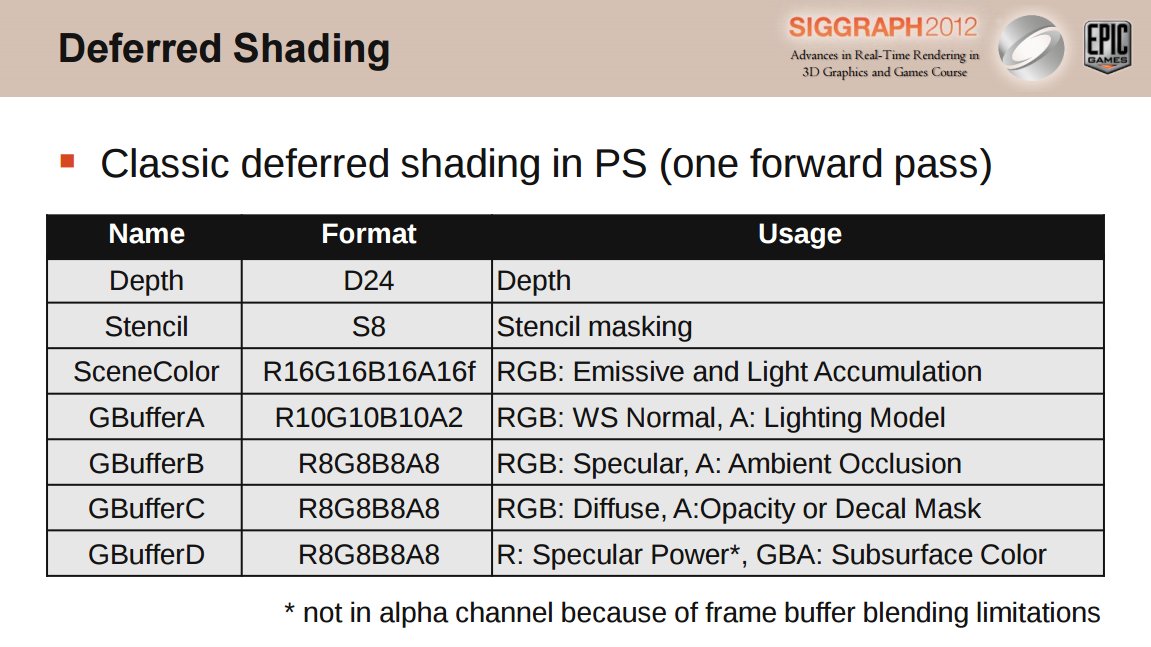 Deferred Shading
SIGGRAPH2012
Advances in Real-Time Rendering in
3D Graphics and Games Course
EPIC
GAMES
Classic deferred shading in PS (one forward pass)
Name Format Usage
Depth D24 Depth
Stencil S8 Stencil masking
SceneColor R16G16B16A16f RGB: Emissive and Light Accumulation
GBufferA R10G10B10A2 RGB: WS Normal, A: Lighting Model
GBufferB R8G8B8A8 RGB: Specular, A: Ambient Occlusion
GBufferC R8G8B8A8 RGB: Diffuse, A:Opacity or Decal Mask
GBufferD R8G8B8A8 R: Specular Power*, GBA: Subsurface Color
* not in alpha channel because of frame buffer blending limitations